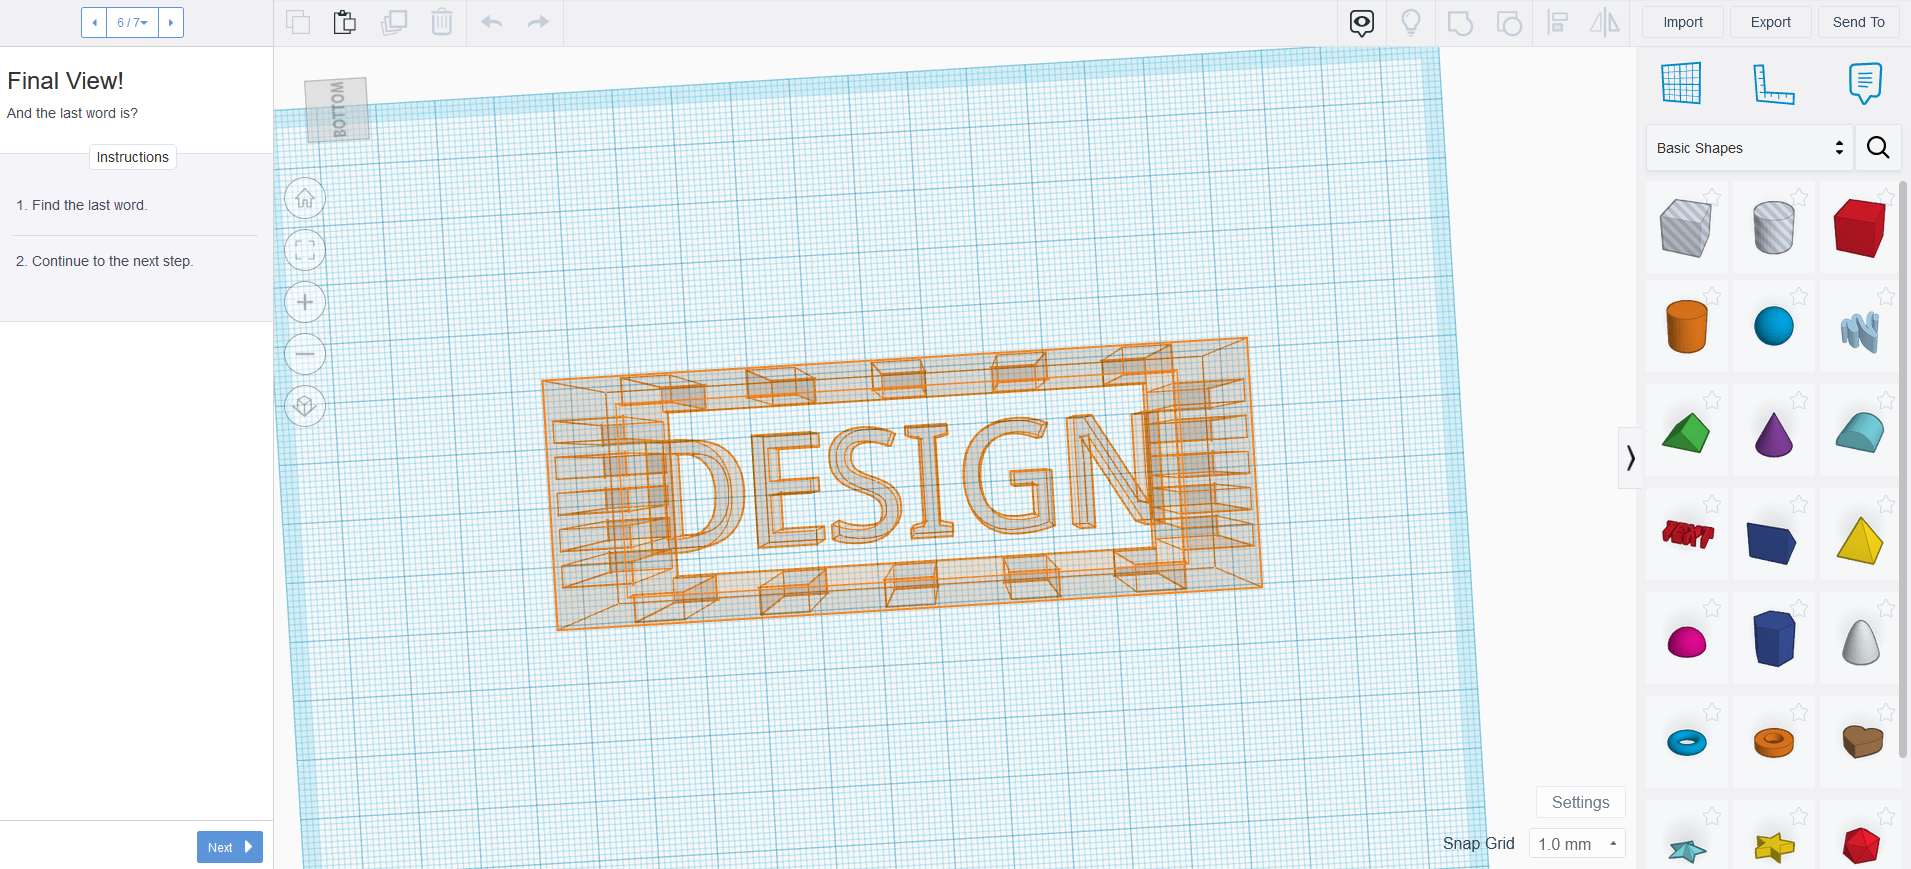 6 / 7
Import
Export
Send To
Final View!
And the last word is?
Instructions
1. Find the last word.
2. Continue to the next step.
Next
BOTTOM
DESIGN
Basic Shapes
TEXT
Settings
Snap Grid
1.0 mm